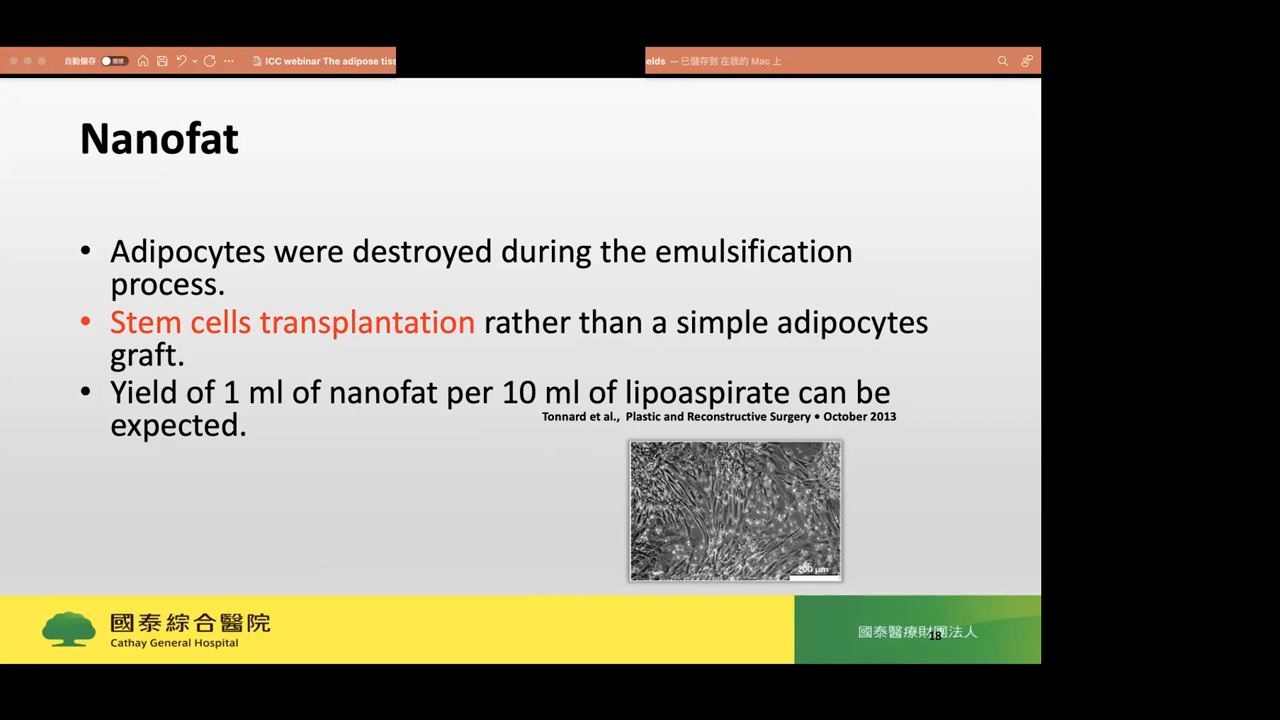 自動儲存
ICC webinar The adipose tiss
elds — 已儲存到 在我的 Mac 上
Nanofat
• Adipocytes were destroyed during the emulsification
process.
• Stem cells transplantation rather than a simple adipocytes
graft.
• Yield of 1 ml of nanofat per 10 ml of lipoaspirate can be
expected.
Tonnard et al., Plastic and Reconstructive Surgery • October 2013
200 μm
國泰綜合醫院
Cathay General Hospital
國泰醫療財團法人
18